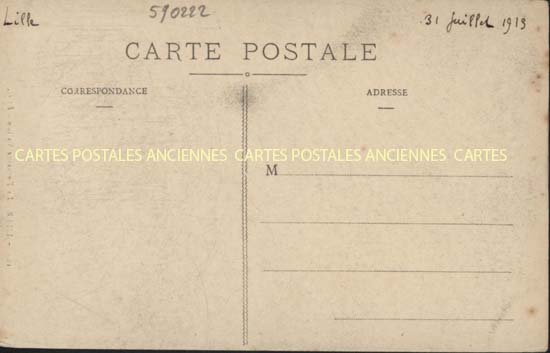 Lille
590222
31 Juillet 1913
CARTE POSTALE
CORRESPONDANCE
ADRESSE
CARTES POSTALES ANCIENNES CARTES POSTALES ANCIENNES CARTES
M